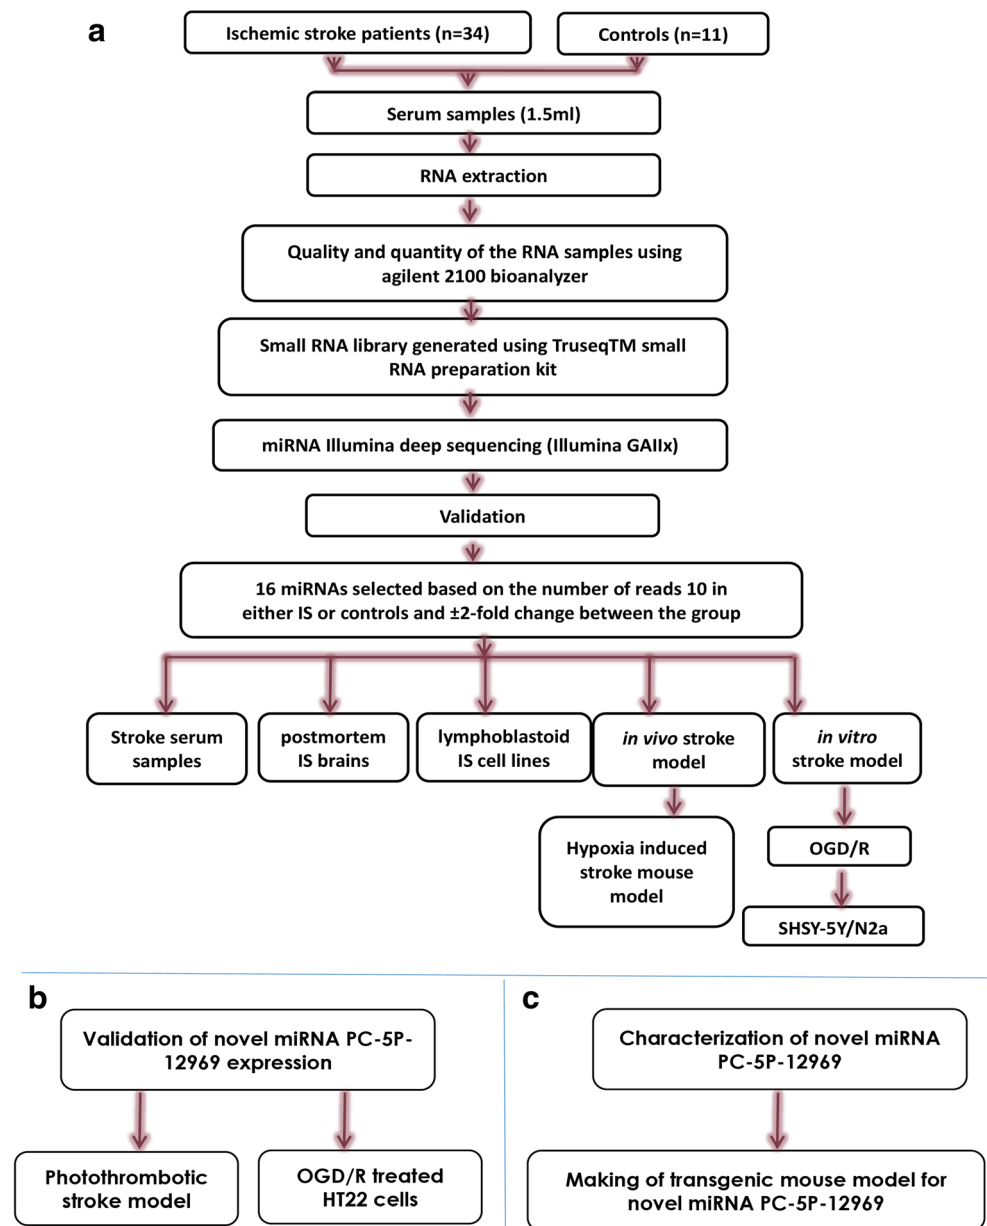 a
Ischemic stroke patients (n=34)
Controls (n=11)
Serum samples (1.5ml)
RNA extraction
Quality and quantity of the RNA samples using
agilent 2100 bioanalyzer
Small RNA library generated using TruseqTM small
RNA preparation kit
miRNA Illumina deep sequencing (Illumina GAIIx)
Validation
16 miRNAs selected based on the number of reads 10 in
either IS or controls and ±2-fold change between the group
Stroke serum
samples
postmortem
IS brains
lymphoblastoid
IS cell lines
in vivo stroke
model
in vitro
stroke model
Hypoxia induced
stroke mouse
model
OGD/R
SHSY-5Y/N2a
b
Validation of novel miRNA PC-5P-
12969 expression
Photothrombotic
stroke model
OGD/R treated
HT22 cells
c
Characterization of novel miRNA
PC-5P-12969
Making of transgenic mouse model for
novel miRNA PC-5P-12969